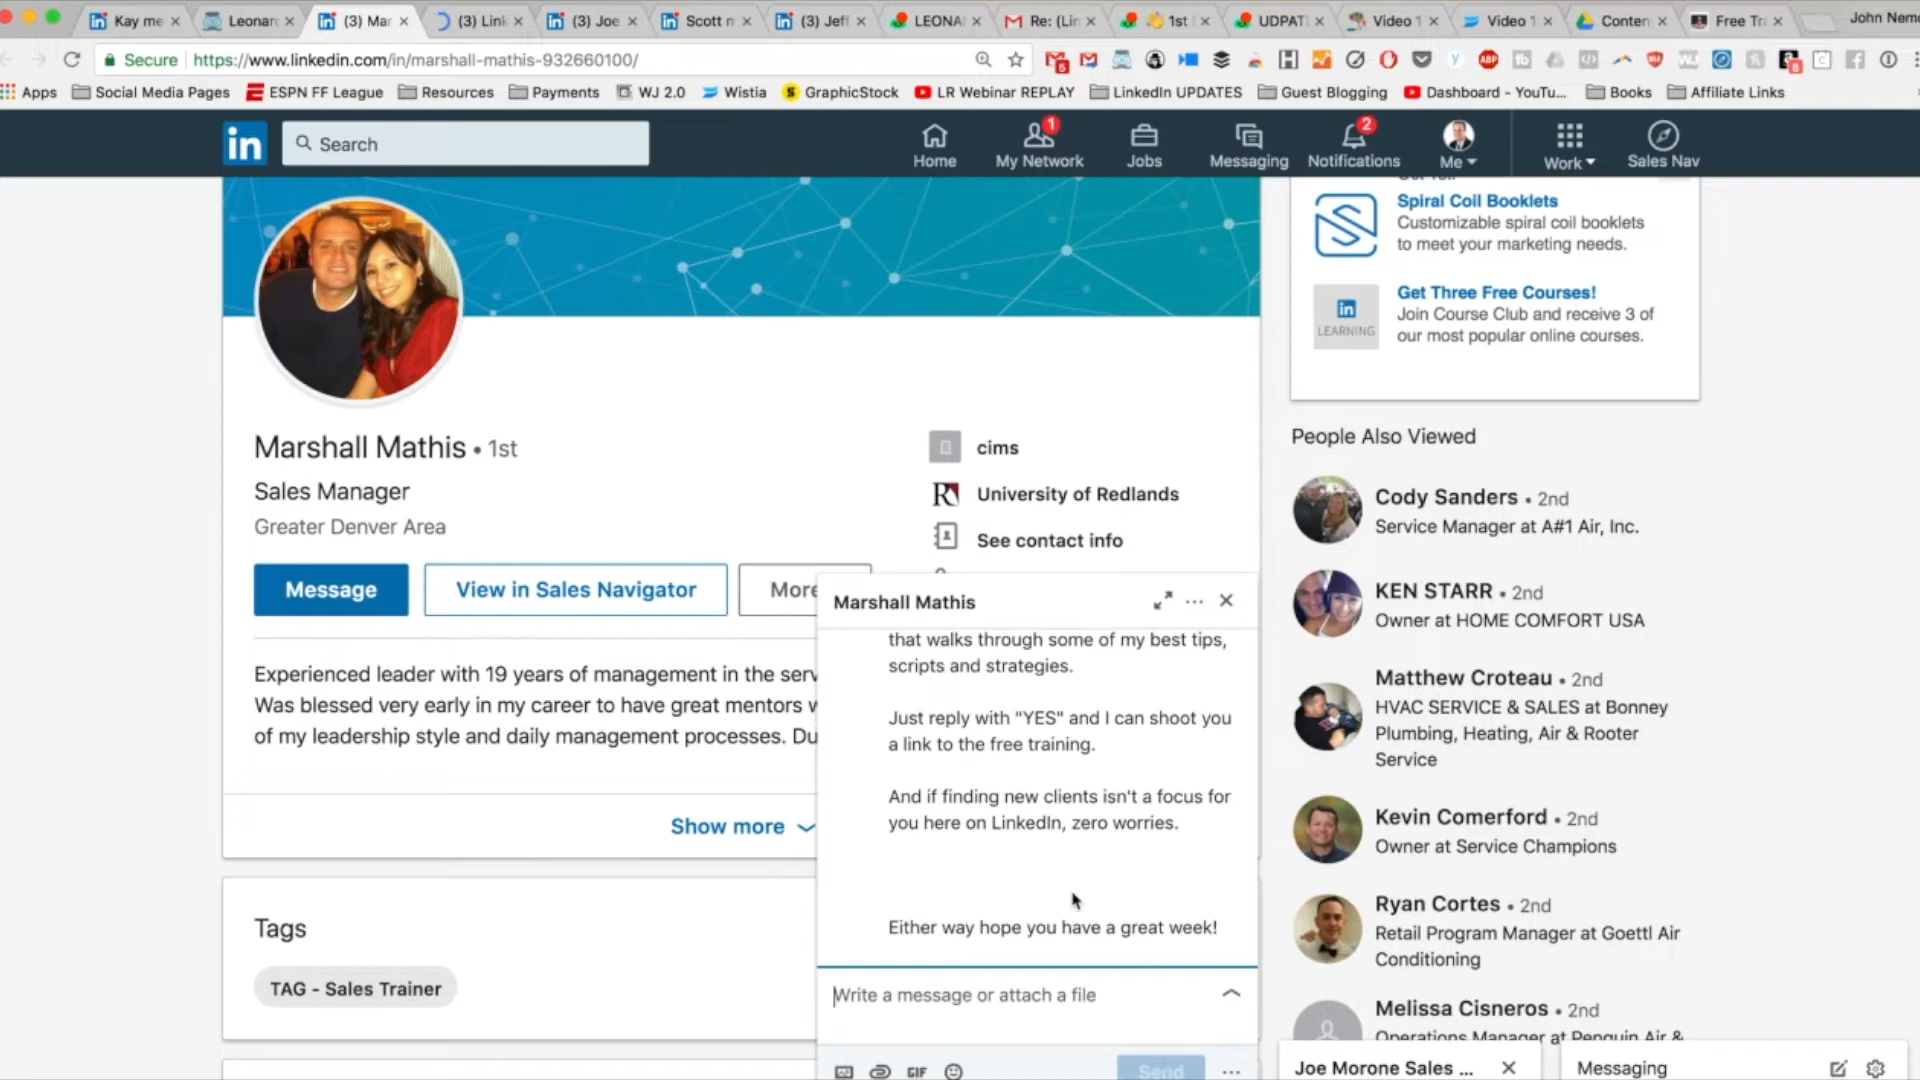 Kay me
Leonar
(3) Mar
(3) Link
(3) Joe
Scott m
(3) Jeff
LEONA
Re: (Lin
1st
UDPAT
Video 1
Video 1
Conten
Free Tr
John Nem
Secure
https://www.linkedin.com/in/marshall-mathis-932660100/
Apps
Social Media Pages
ESPN FF League
Resources
Payments
WJ 2.0
Wistia
GraphicStock
LR Webinar REPLAY
LinkedIn UPDATES
Guest Blogging
Dashboard - YouTu...
Books
Affiliate Links
in
Search
Home
1
My Network
Jobs
Messaging
2
Notifications
Me
Work
Sales Nav
Marshall Mathis • 1st
Sales Manager
Greater Denver Area
cims
University of Redlands
See contact info
Message
View in Sales Navigator
More
Experienced leader with 19 years of management in the serv
Was blessed very early in my career to have great mentors w
of my leadership style and daily management processes. Du
Show more
Tags
TAG - Sales Trainer
Marshall Mathis
that walks through some of my best tips,
scripts and strategies.
Just reply with "YES" and I can shoot you
a link to the free training.
And if finding new clients isn't a focus for
you here on LinkedIn, zero worries.
Either way hope you have a great week!
Write a message or attach a file
GIF
Send
Spiral Coil Booklets
Customizable spiral coil booklets
to meet your marketing needs.
in
LEARNING
Get Three Free Courses!
Join Course Club and receive 3 of
our most popular online courses.
People Also Viewed
Cody Sanders • 2nd
Service Manager at A#1 Air, Inc.
KEN STARR • 2nd
Owner at HOME COMFORT USA
Matthew Croteau • 2nd
HVAC SERVICE & SALES at Bonney
Plumbing, Heating, Air & Rooter
Service
Kevin Comerford • 2nd
Owner at Service Champions
Ryan Cortes • 2nd
Retail Program Manager at Goettl Air
Conditioning
Melissa Cisneros • 2nd
Operations Manager at Penguin Air &
Joe Morone Sales ...
Messaging